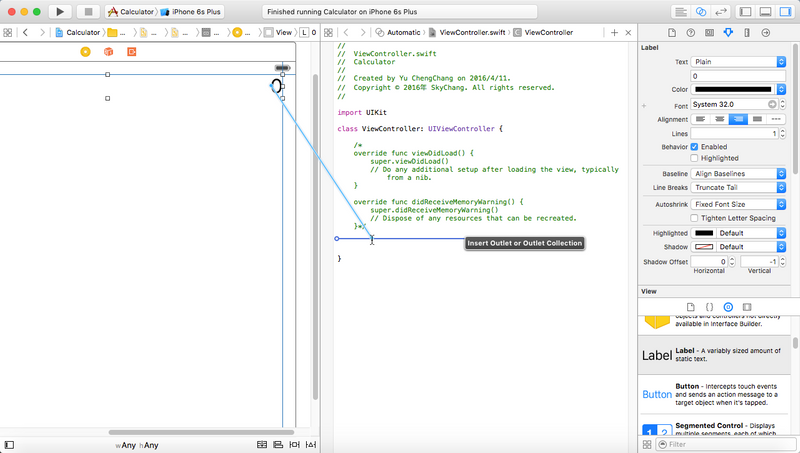 Calculator
iPhone 6s Plus
Finished running Calculator on iPhone 6s Plus
Calculator
...
...
...
...
...
View
L
0
Automatic
ViewController.swift
ViewController
0
//
// ViewController.swift
// Calculator
//
// Created by Yu ChengChang on 2016/4/11.
// Copyright © 2016年 SkyChang. All rights reserved.
//
import UIKit
class ViewController: UIViewController {
/*
override func viewDidLoad() {
super.viewDidLoad()
// Do any additional setup after loading the view, typically
from a nib.
}
override func didReceiveMemoryWarning() {
super.didReceiveMemoryWarning()
// Dispose of any resources that can be recreated.
}*/
Insert Outlet or Outlet Collection
}
wAny hAny
Label
Text Plain
0
Color
Font System 32.0
Alignment
Lines 1
Behavior Enabled
Highlighted
Baseline Align Baselines
Line Breaks Truncate Tail
Autoshrink Fixed Font Size
Tighten Letter Spacing
Highlighted Default
Shadow Default
Shadow Offset 0 -1
Horizontal Vertical
View
objects and controllers not directly
available in Interface Builder.
Label Label - A variably sized amount of
static text.
Button Button - Intercepts touch events
and sends an action message to a
target object when it's tapped.
1 2 Segmented Control - Displays
multiple segments, each of which
Filter